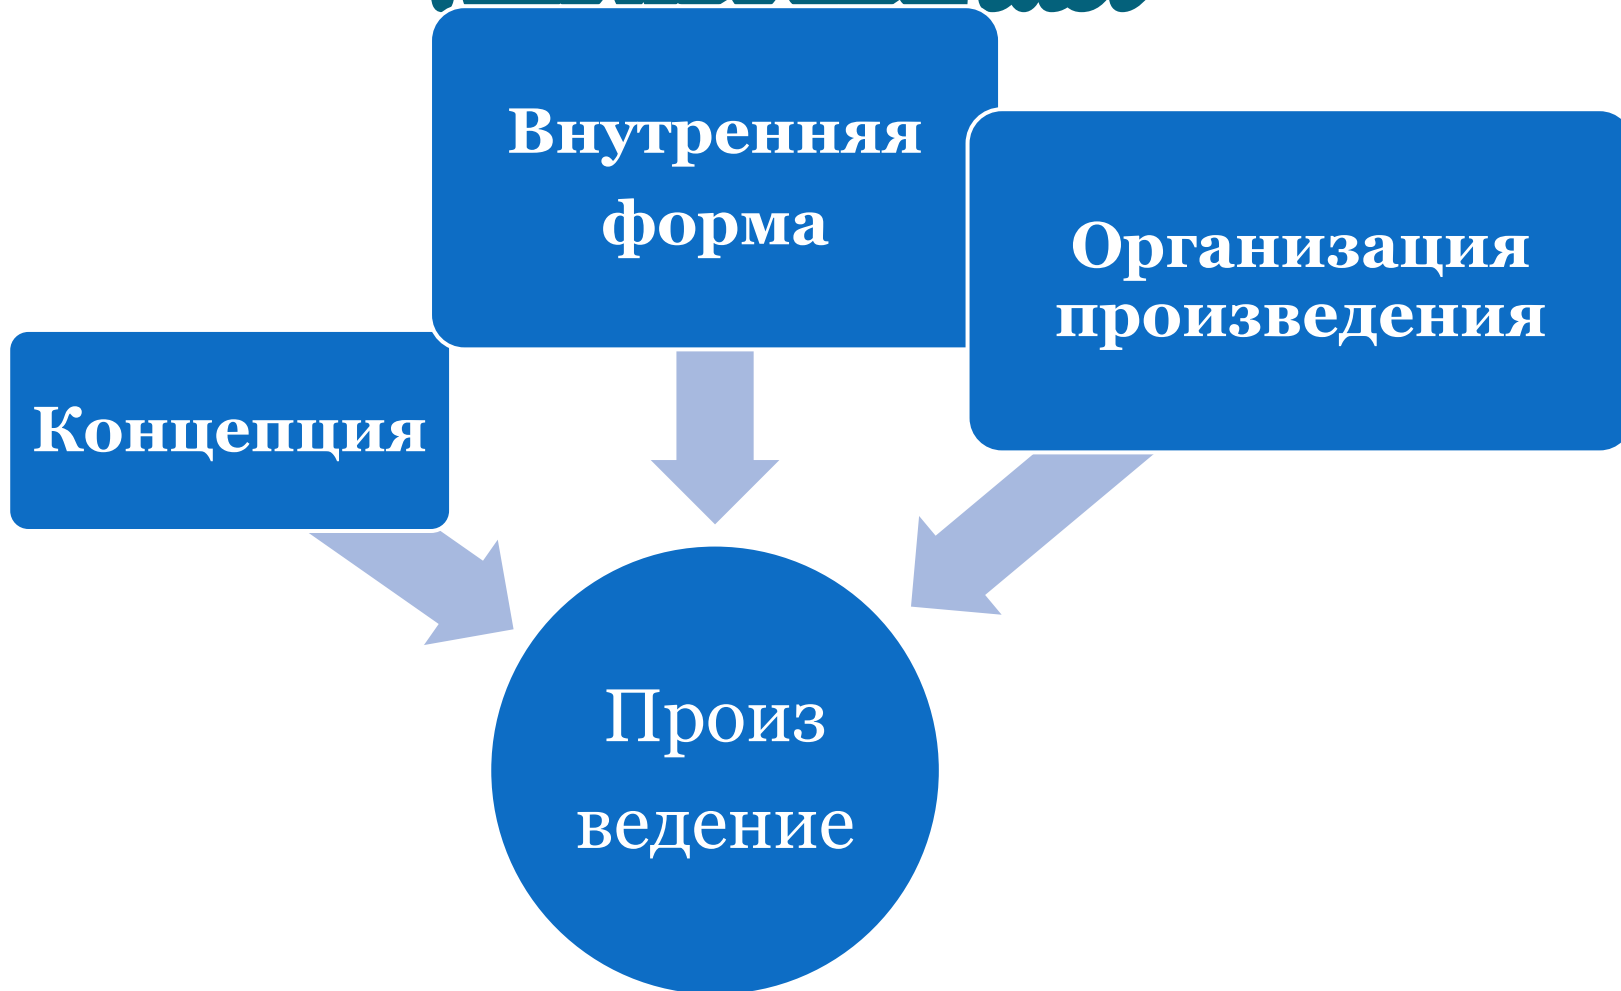 Внутренняя
форма
Организация
произведения
Концепция
Произ
ведение